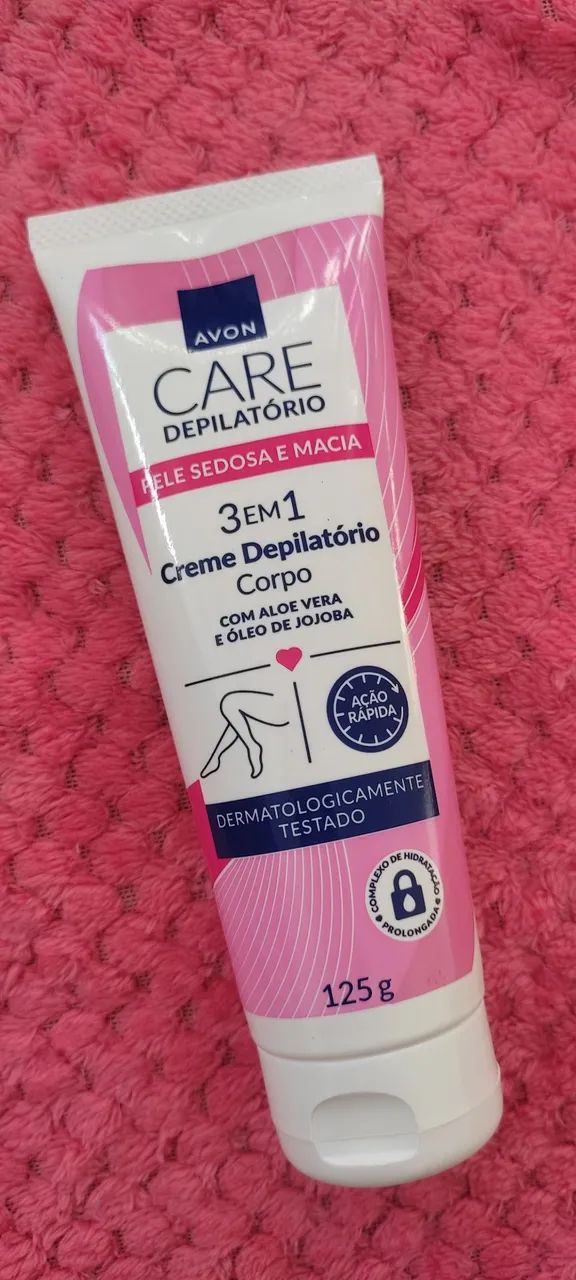 AVON
CARE
DEPILATÓRIO
PELE SEDOSA E MACIA
3 EM 1
Creme Depilatório
Corpo
COM ALOE VERA
E ÓLEO DE JOJOBA
AÇÃO
RÁPIDA
DERMATOLOGICAMENTE
TESTADO
COMPLEXO DE HIDRATAÇÃO
PROLONGADA
125 g